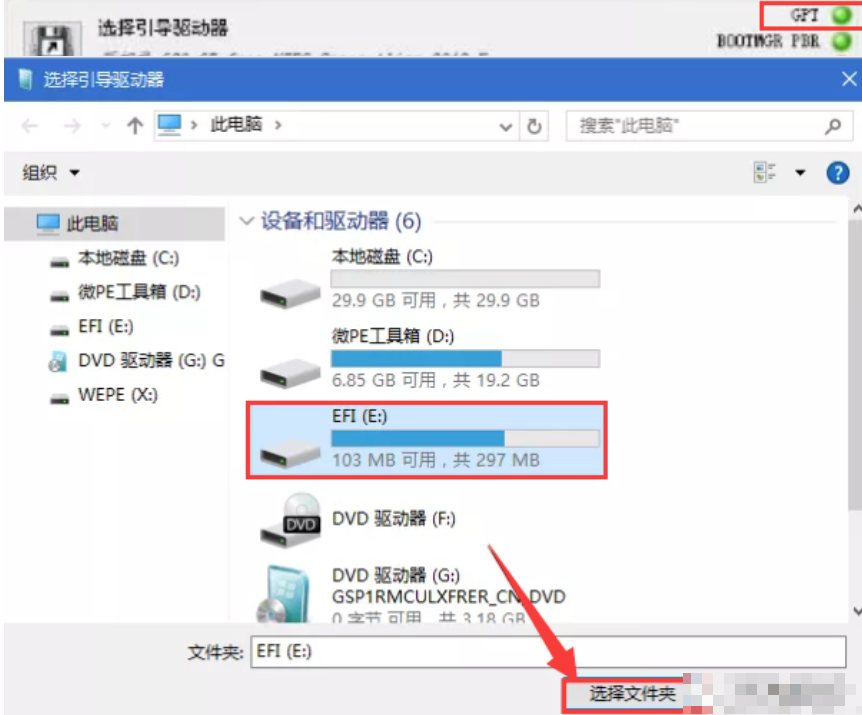 选择引导驱动器
GPT
BOOTMGR PBR
选择引导驱动器
此电脑
搜索"此电脑"
组织
此电脑
本地磁盘 (C:)
微PE工具箱 (D:)
EFI (E:)
DVD 驱动器 (G:) G
WEPE (X:)
设备和驱动器 (6)
本地磁盘 (C:)
29.9 GB 可用，共 29.9 GB
微PE工具箱 (D:)
6.85 GB 可用，共 19.2 GB
EFI (E:)
103 MB 可用，共 297 MB
DVD
DVD 驱动器 (F:)
DVD 驱动器 (G:)
GSP1RMCULXFRER_CN_DVD
0 字节 可用，共 3.18 GB
文件夹:
EFI (E:)
选择文件夹